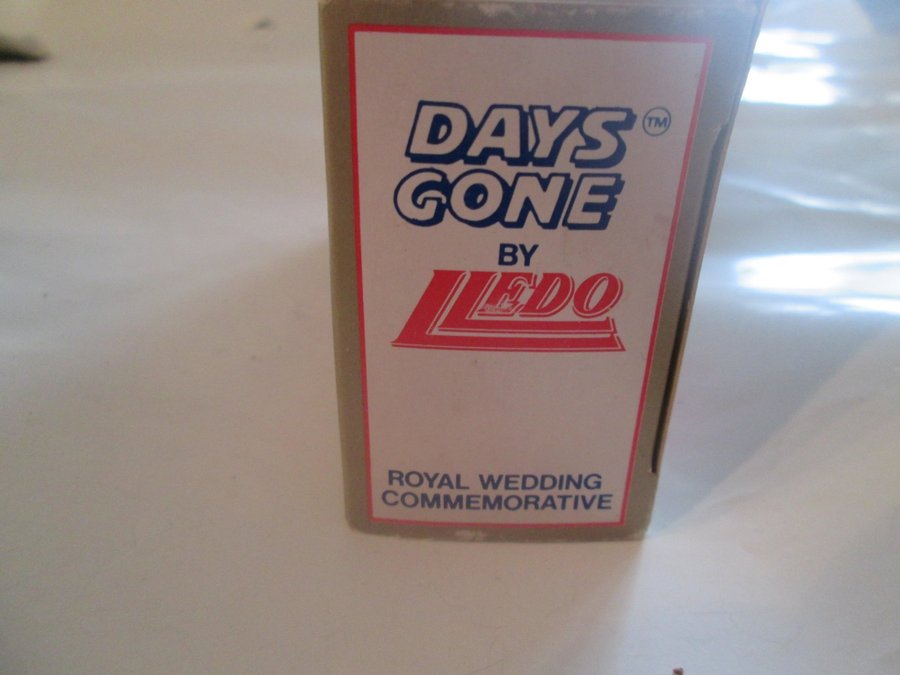 DAYS TM
GONE
BY
LLEDO
ROYAL WEDDING
COMMEMORATIVE